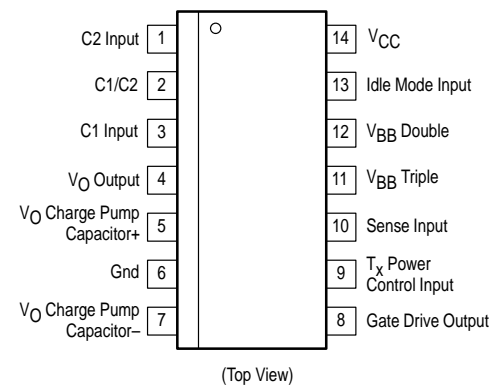 C2 Input 1
C1/C2 2
C1 Input 3
VO Output 4
VO Charge Pump
Capacitor+ 5
Gnd 6
VO Charge Pump
Capacitor– 7
14 VCC
13 Idle Mode Input
12 VBB Double
11 VBB Triple
10 Sense Input
9 Tx Power
Control Input
8 Gate Drive Output
(Top View)